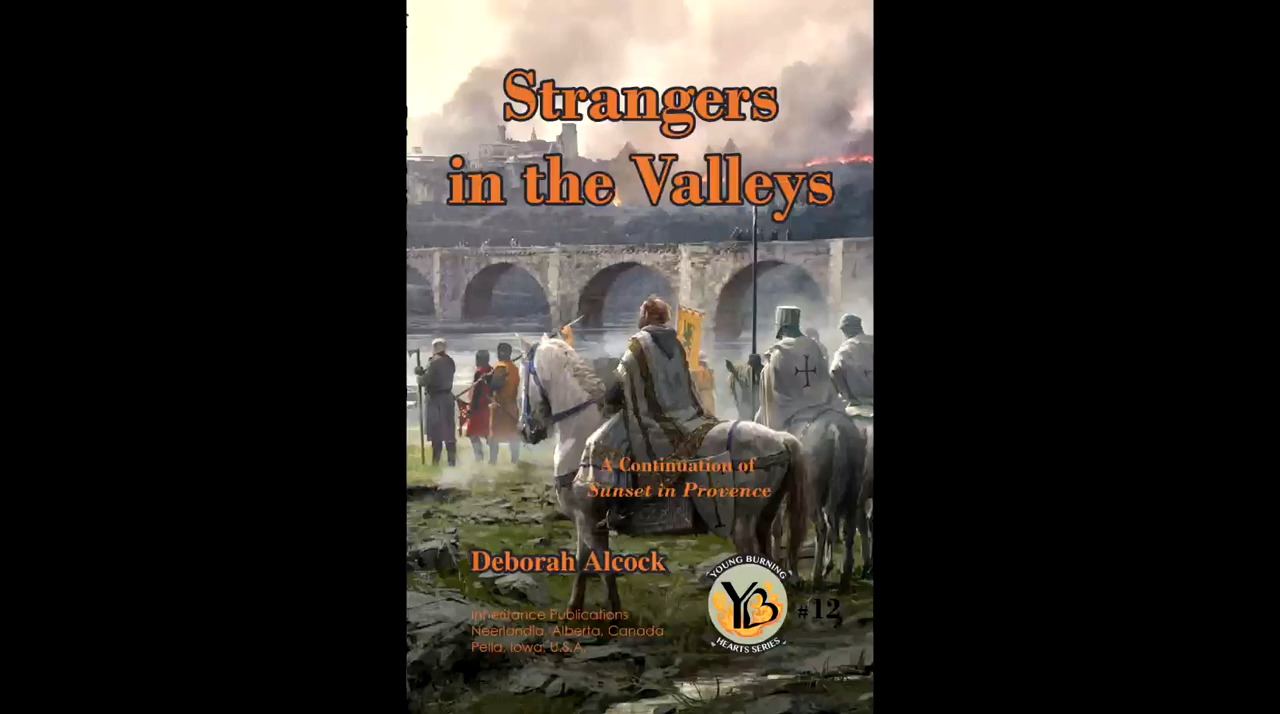 Strangers
in the Valleys
A Continuation of
Sunset in Provence
Deborah Alcock
YOUNG BURNING
YB
HEARTS SERIES
#12
Inheritance Publications
Neerlandia, Alberta, Canada
Pella, Iowa, U.S.A.